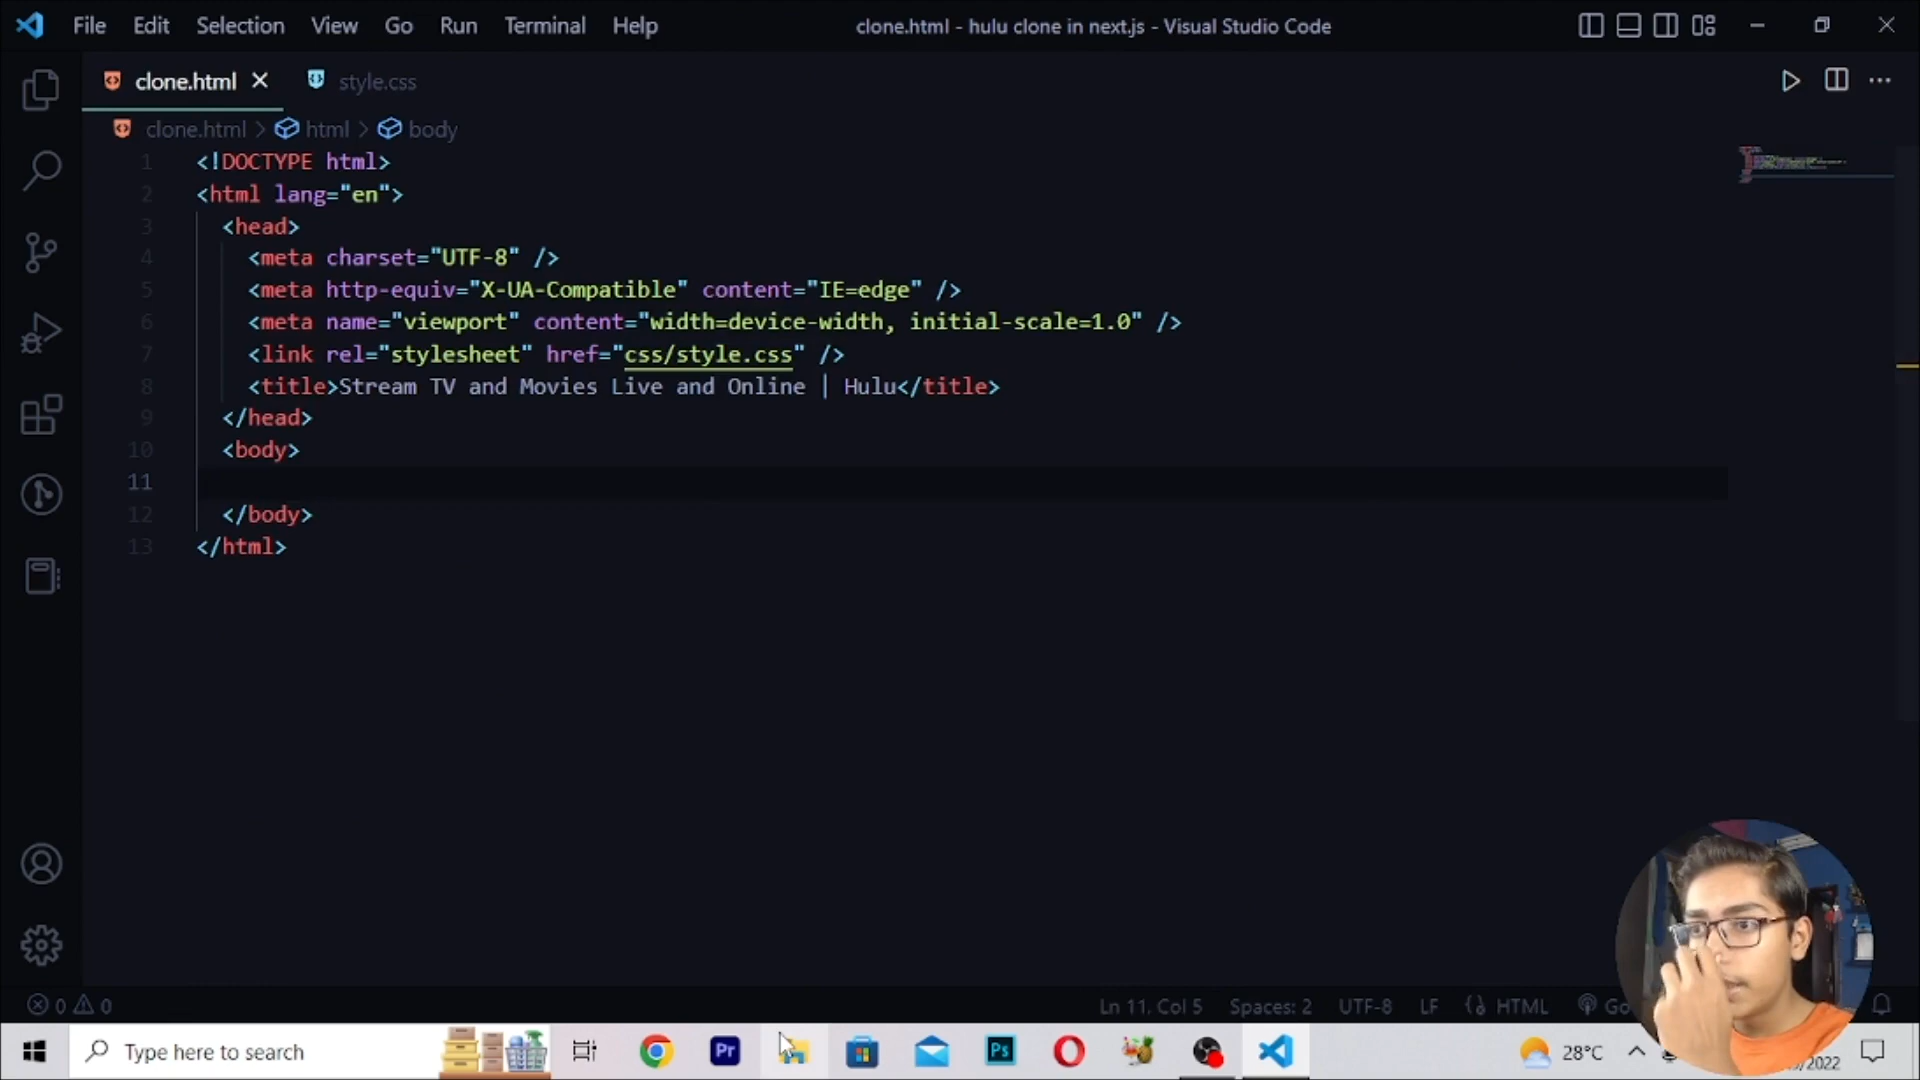 File Edit Selection View Go Run Terminal Help
clone.html - hulu clone in next.js - Visual Studio Code
clone.html
style.css
clone.html > html > body
1 <!DOCTYPE html>
2 <html lang="en">
3 <head>
4 <meta charset="UTF-8" />
5 <meta http-equiv="X-UA-Compatible" content="IE=edge" />
6 <meta name="viewport" content="width=device-width, initial-scale=1.0" />
7 <link rel="stylesheet" href="css/style.css" />
8 <title>Stream TV and Movies Live and Online | Hulu</title>
9 </head>
10 <body>
11
12 </body>
13 </html>
0 0
Ln 11, Col 5 Spaces: 2 UTF-8 LF {} HTML Go
Type here to search
Pr
Ps
28°C
/2022